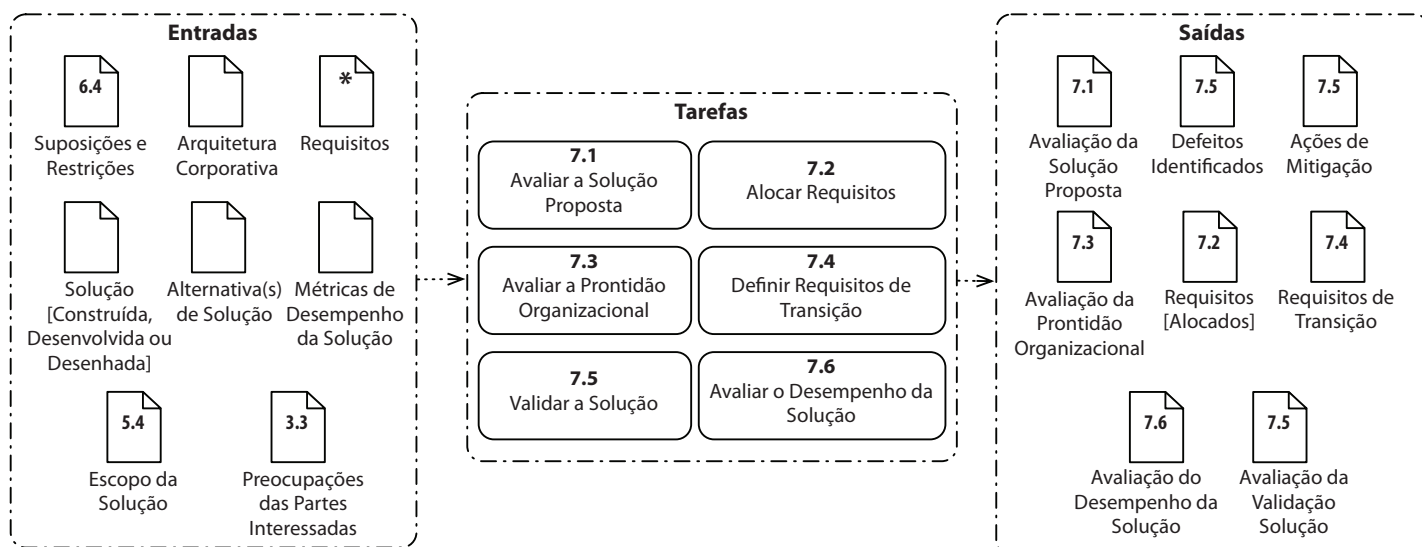 Entradas
6.4
*
Suposições e
Restrições
Arquitetura
Corporativa
Requisitos
Solução
[Construída,
Desenvolvida ou
Desenhada]
Alternativa(s)
de Solução
Métricas de
Desempenho
da Solução
5.4
3.3
Escopo da
Solução
Preocupações
das Partes
Interessadas
Tarefas
7.1
Avaliar a Solução
Proposta
7.2
Alocar Requisitos
7.3
Avaliar a Prontidão
Organizacional
7.4
Definir Requisitos de
Transição
7.5
Validar a Solução
7.6
Avaliar o Desempenho da
Solução
Saídas
7.1
7.5
7.5
Avaliação da
Solução
Proposta
Defeitos
Identificados
Ações de
Mitigação
7.3
7.2
7.4
Avaliação da
Prontidão
Organizacional
Requisitos
[Alocados]
Requisitos de
Transição
7.6
7.5
Avaliação do
Desempenho da
Solução
Avaliação da
Validação
Solução